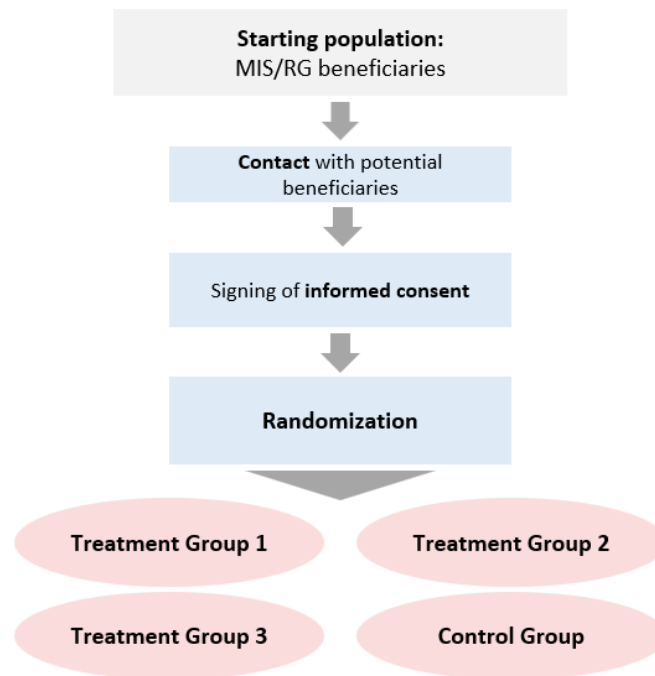 Starting population:
MIS/RG beneficiaries
Contact with potential
beneficiaries
Signing of informed consent
Randomization
Treatment Group 1
Treatment Group 2
Treatment Group 3
Control Group